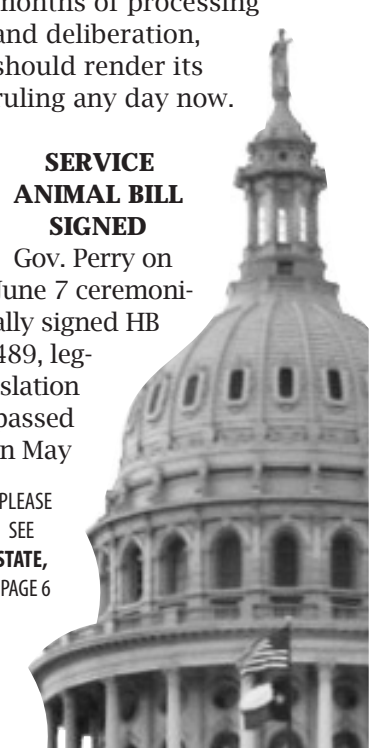 months of processing
and deliberation,
should render its
ruling any day now.
SERVICE
ANIMAL BILL
SIGNED
Gov. Perry on
June 7 ceremoni-
ally signed HB
489, leg-
islation
passed
in May
PLEASE
SEE
STATE,
PAGE 6